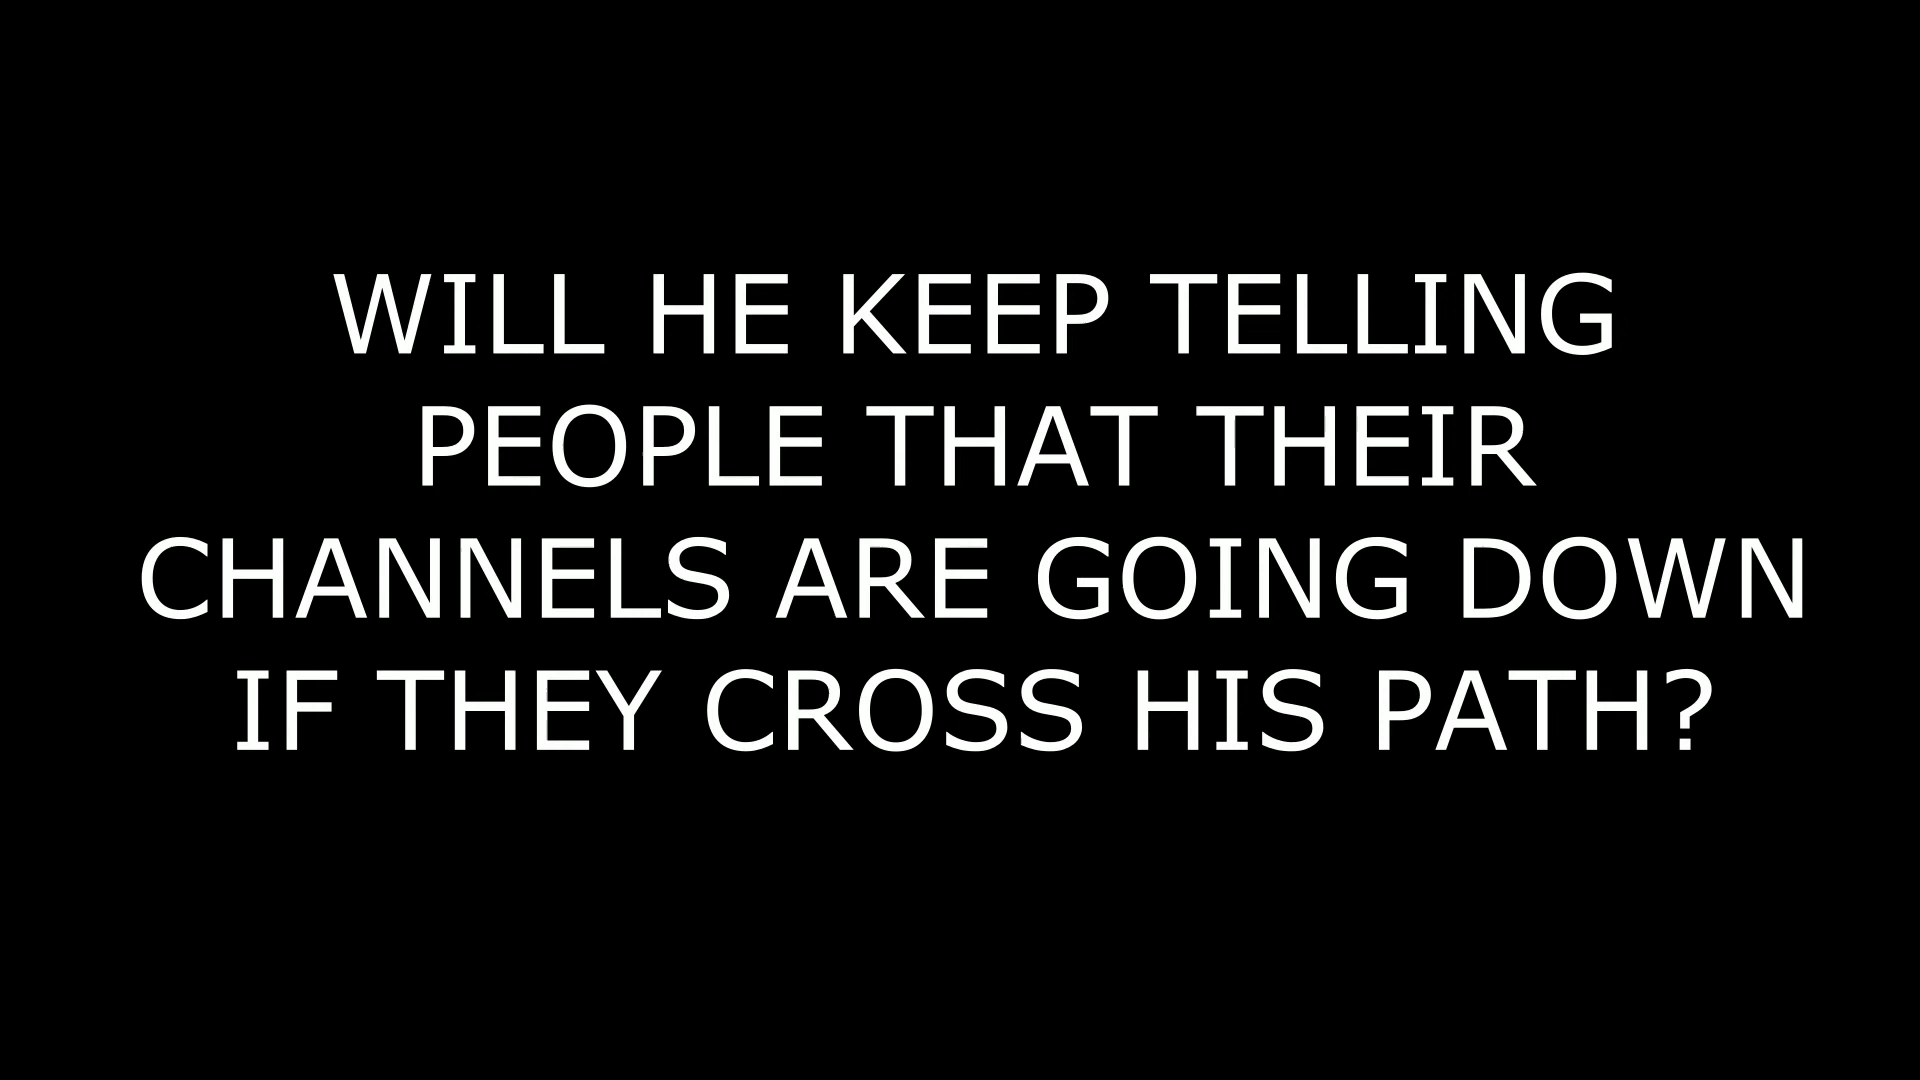 WILL HE KEEP TELLING
PEOPLE THAT THEIR
CHANNELS ARE GOING DOWN
IF THEY CROSS HIS PATH?